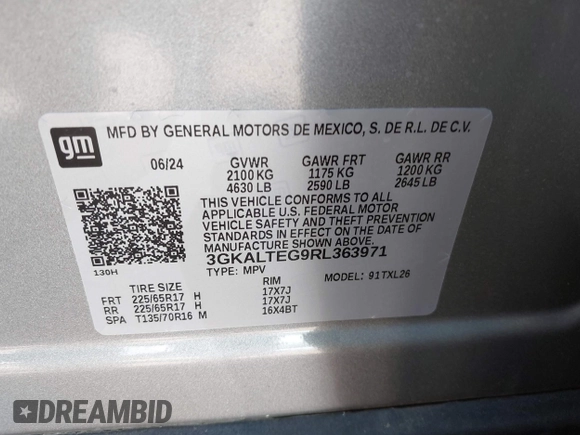 gm
MFD BY GENERAL MOTORS DE MEXICO, S. DE R.L. DE C.V.
06/24 GVWR GAWR FRT GAWR RR
2100 KG 1175 KG 1200 KG
4630 LB 2590 LB 2645 LB
THIS VEHICLE CONFORMS TO ALL
APPLICABLE U.S. FEDERAL MOTOR
VEHICLE SAFETY AND THEFT PREVENTION
STANDARDS IN EFFECT ON THE DATE OF
MANUFACTURE SHOWN ABOVE.
3GKALTEG9RL363971
130H
TYPE: MPV MODEL: 91TXL26
TIRE SIZE RIM
FRT 225/65R17 H 17X7J
RR 225/65R17 H 17X7J
SPA T135/70R16 M 16X4BT
DREAMBID